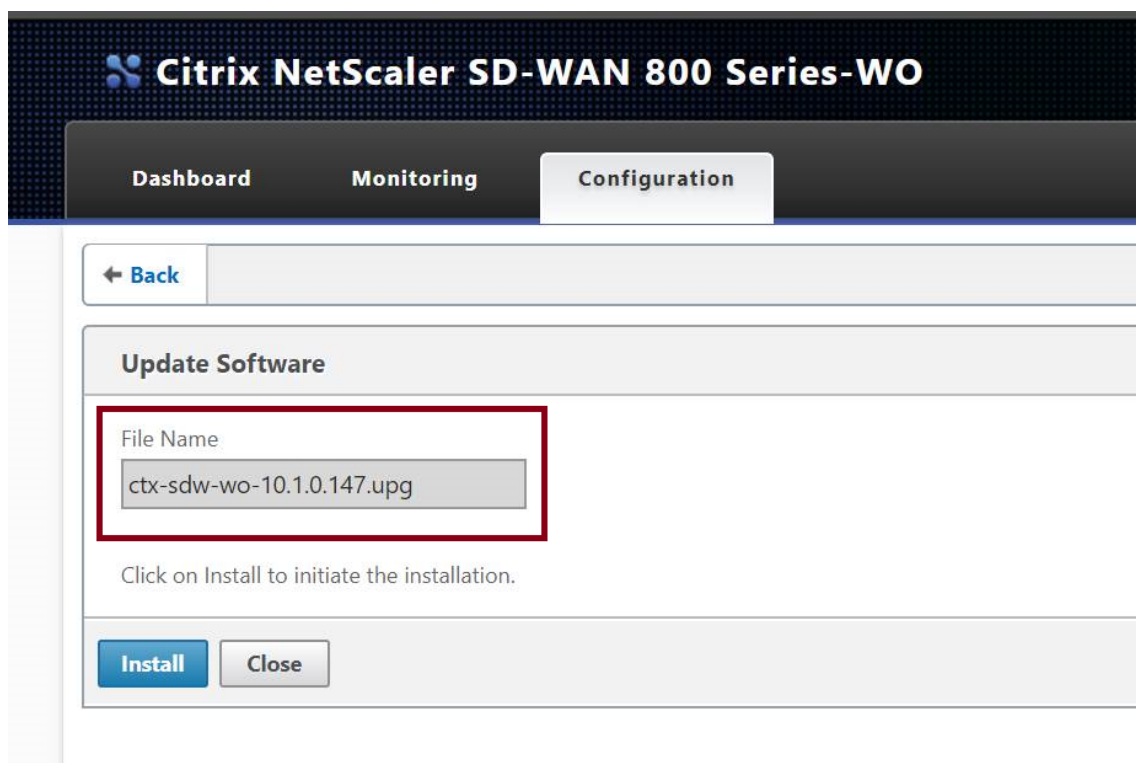 Citrix NetScaler SD-WAN 800 Series-WO
Dashboard Monitoring Configuration
Back
Update Software
File Name
ctx-sdw-wo-10.1.0.147.upg
Click on Install to initiate the installation.
Install Close